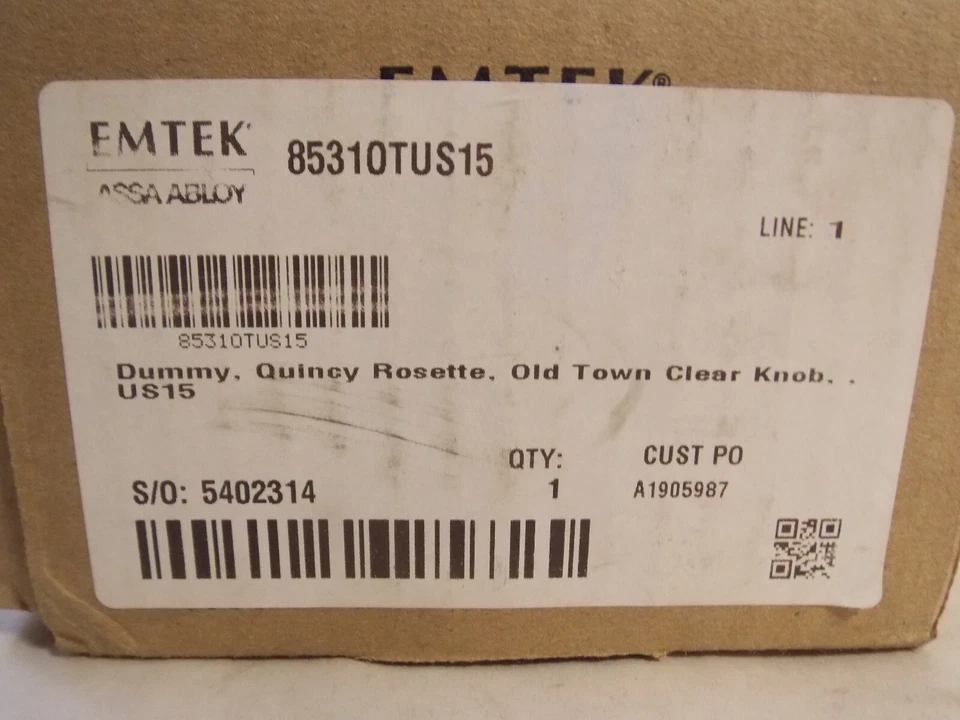 EMTEK®
EMTEK
ASSA ABLOY
85310TUS15
LINE: 1
85310TUS15
Dummy, Quincy Rosette, Old Town Clear Knob, .
US15
QTY: CUST PO
S/O: 5402314 1 A1905987